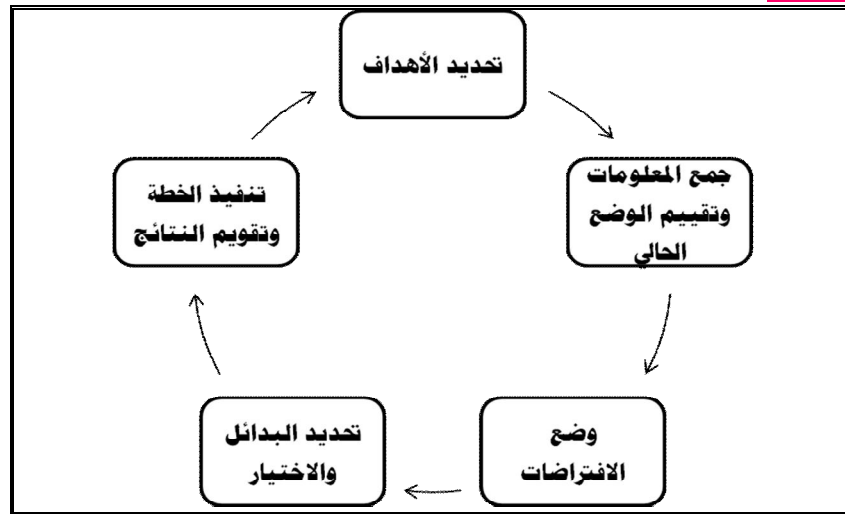 تحديد الأهداف
جمع المعلومات
وتقييم الوضع
الحالي
وضع
الافتراضات
تحديد البدائل
والاختيار
تنفيذ الخطة
وتقويم النتائج